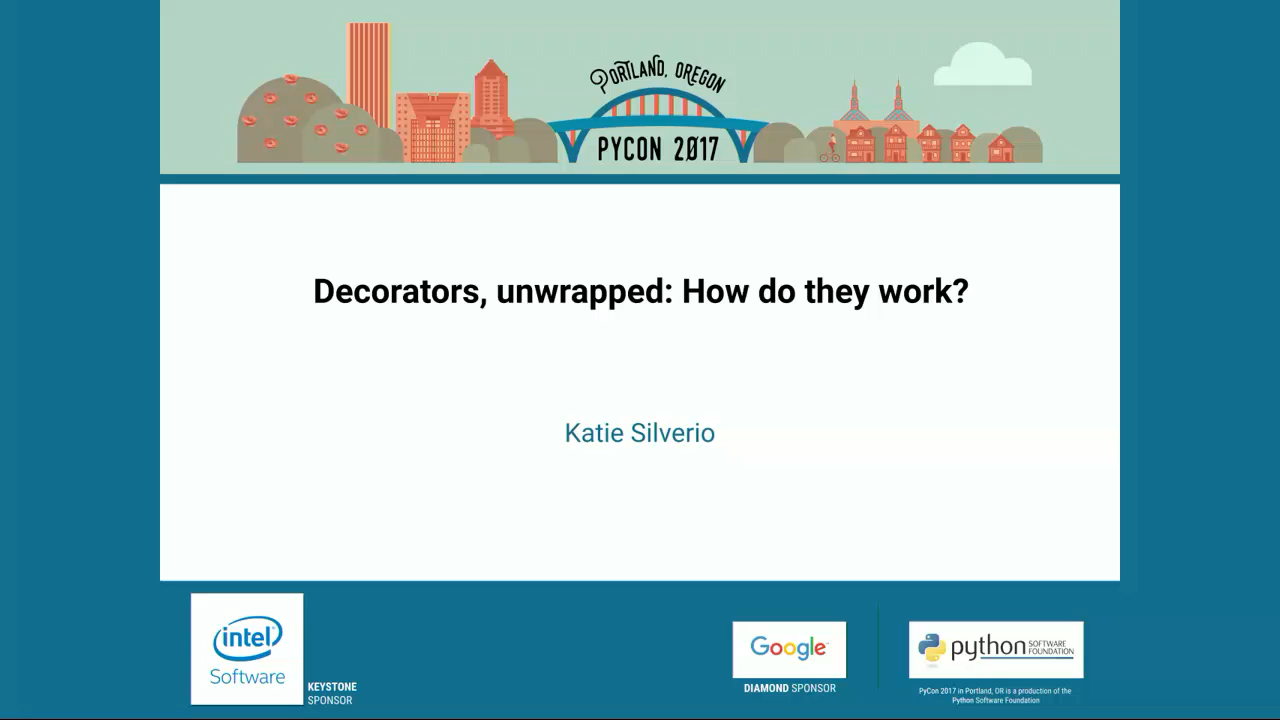 PORTLAND, OREGON
PYCON 2017
Decorators, unwrapped: How do they work?
Katie Silverio
intel
Software
KEYSTONE
SPONSOR
Google
DIAMOND SPONSOR
python SOFTWARE
FOUNDATION
PyCon 2017 in Portland, OR is a production of the
Python Software Foundation